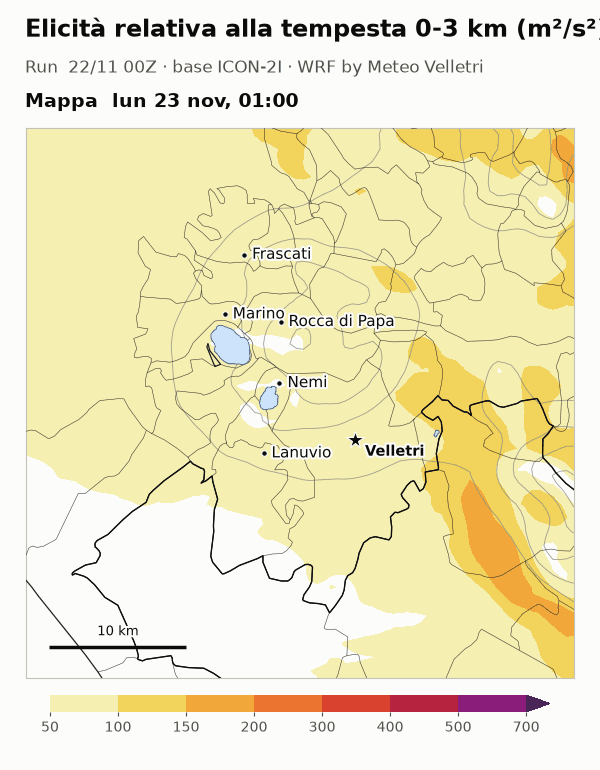 Elicità relativa alla tempesta 0-3 km (m²/s²)
Run  22/11 00Z · base ICON-2I · WRF by Meteo Velletri
Mappa  lun 23 nov, 01:00
Frascati
Marino
Rocca di Papa
Nemi
Velletri
Lanuvio
10 km
50 100 150 200 300 400 500 700